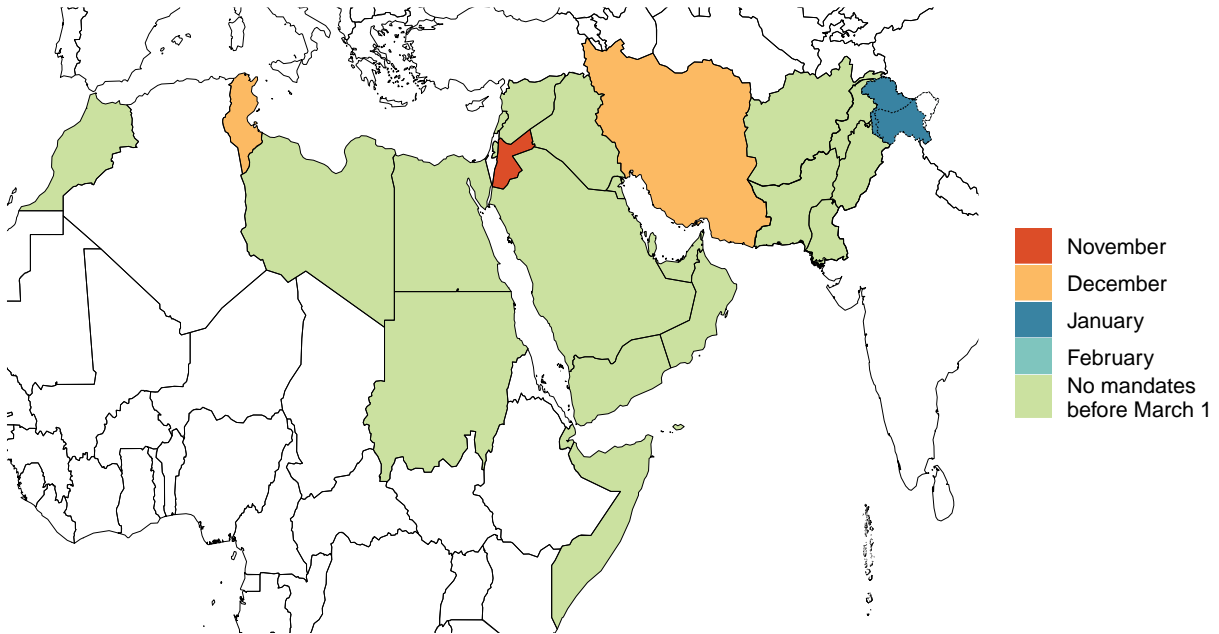 November
December
January
February
No mandates
before March 1